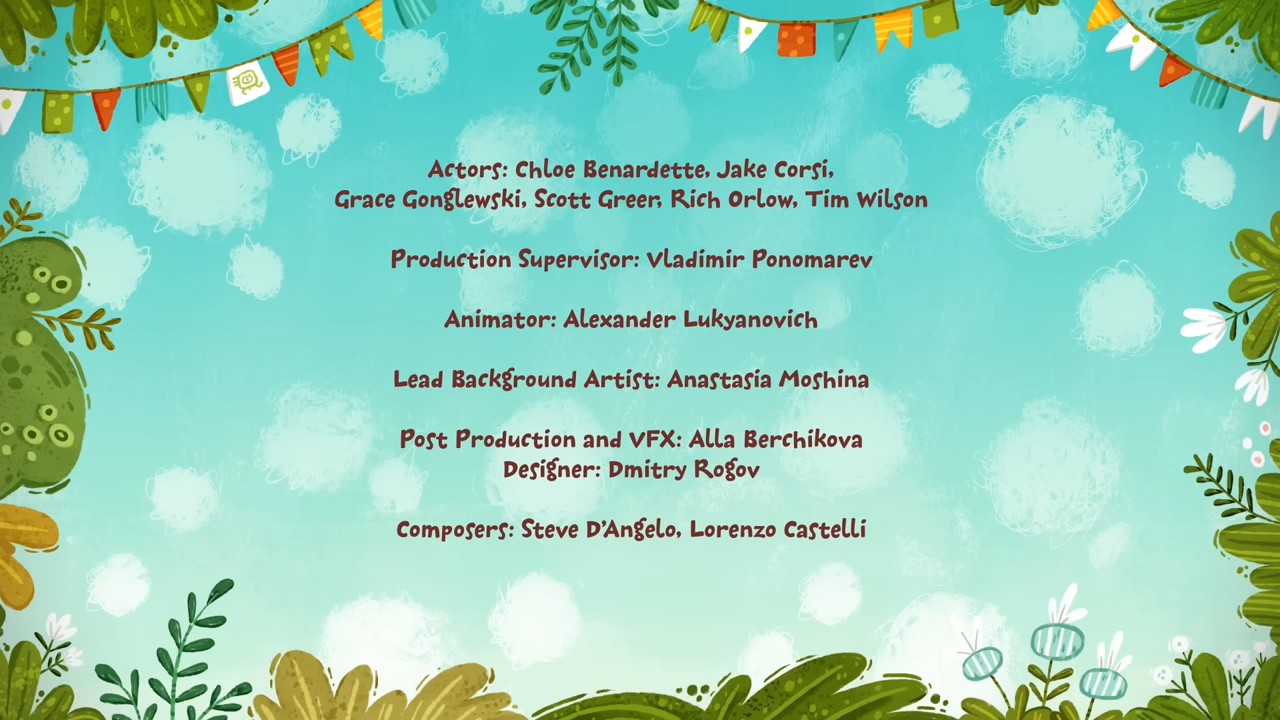 Actors: Chloe Benardette, Jake Corsi,
Grace Gonglewski, Scott Greer, Rich Orlow, Tim Wilson
Production Supervisor: Vladimir Ponomarev
Animator: Alexander Lukyanovich
Lead Background Artist: Anastasia Moshina
Post Production and VFX: Alla Berchikova
Designer: Dmitry Rogov
Composers: Steve D'Angelo, Lorenzo Castelli